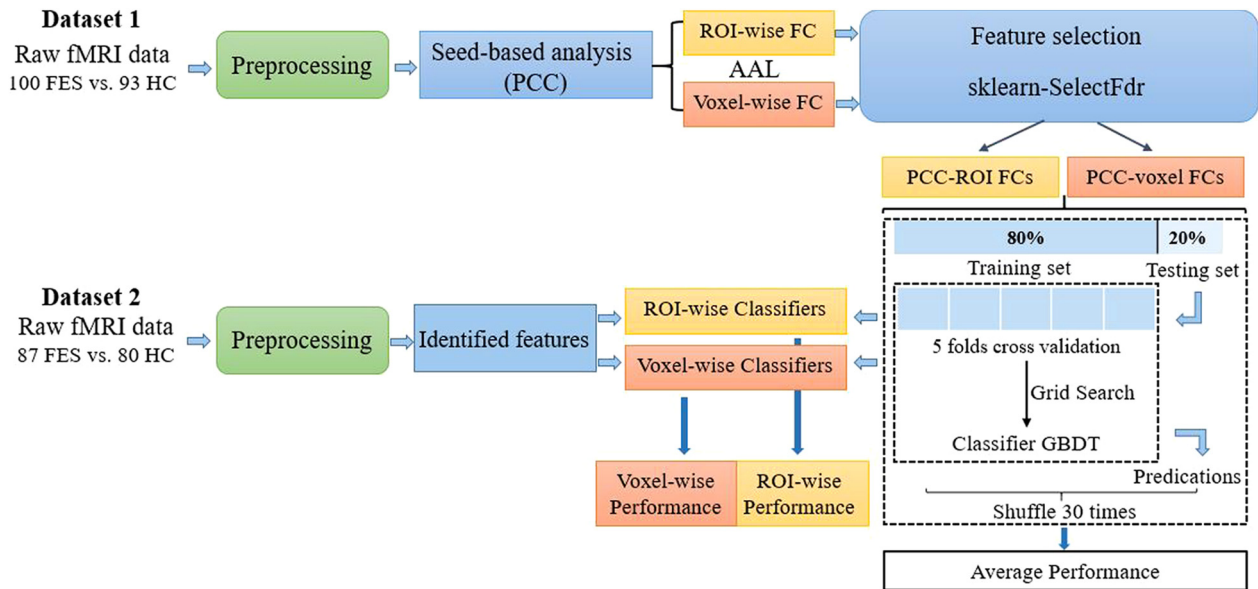 Dataset 1
Raw fMRI data
100 FES vs. 93 HC
Preprocessing
Seed-based analysis
(PCC)
ROI-wise FC
AAL
Voxel-wise FC
Feature selection
sklearn-SelectFdr
PCC-ROI FCs
PCC-voxel FCs
80%
20%
Training set
Testing set
5 folds cross validation
Grid Search
Classifier GBDT
Predications
Shuffle 30 times
Average Performance
Dataset 2
Raw fMRI data
87 FES vs. 80 HC
Preprocessing
Identified features
ROI-wise Classifiers
Voxel-wise Classifiers
Voxel-wise
Performance
ROI-wise
Performance